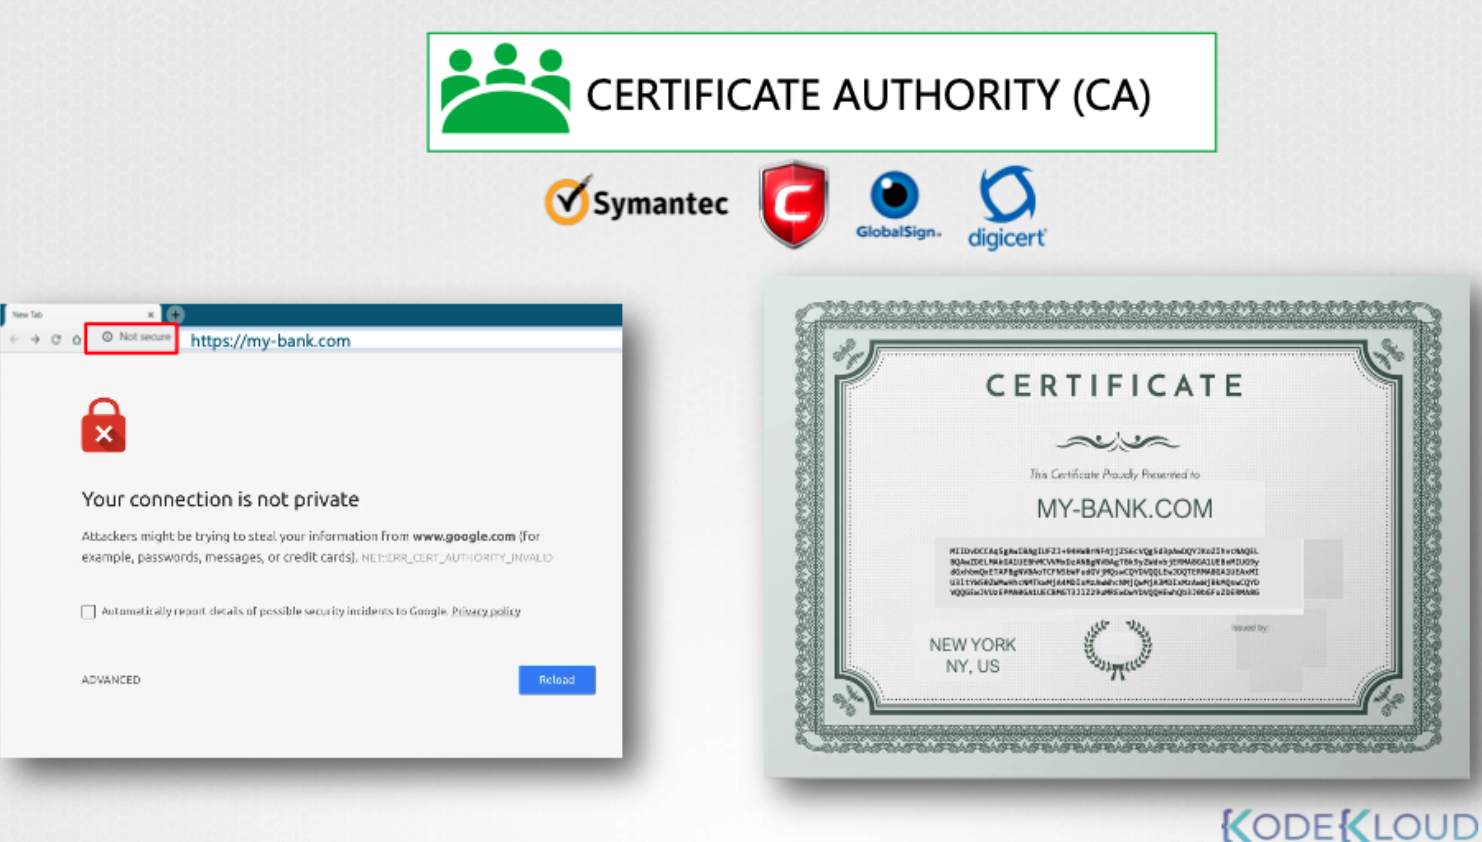 CERTIFICATE AUTHORITY (CA)
Symantec
C
GlobalSign
digicert
New Tab
Not secure
https://my-bank.com
Your connection is not private
Attackers might be trying to steal your information from www.google.com (for
example, passwords, messages, or credit cards). NET::ERR_CERT_AUTHORITY_INVALID
Automatically report details of possible security incidents to Google. Privacy policy
ADVANCED
Reload
CERTIFICATE
This Certificate Proudly Presented to
MY-BANK.COM
NEW YORK
NY, US
Issued by:
KODEKLOUD